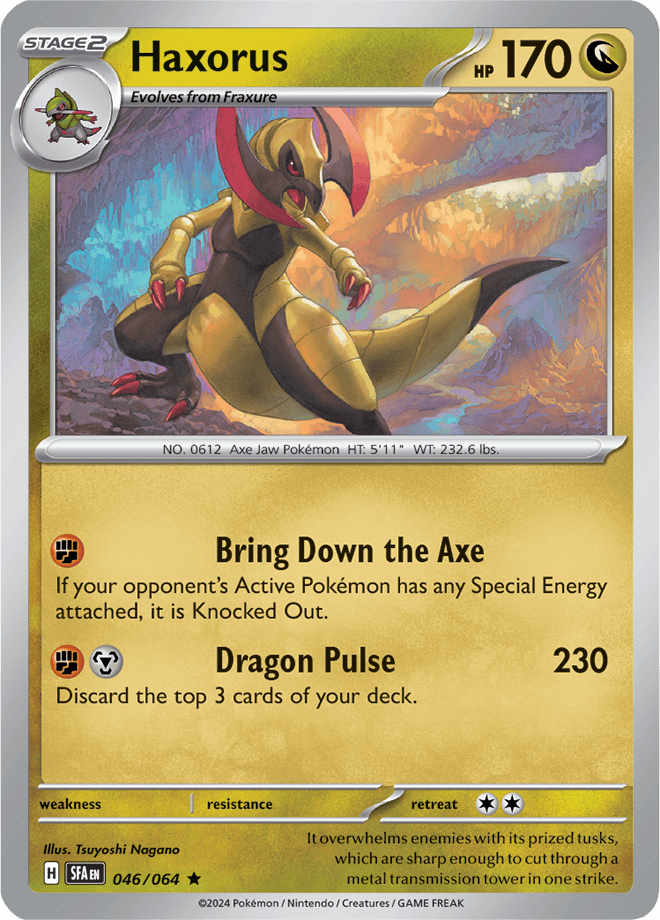 STAGE2
Haxorus
HP 170
Evolves from Fraxure
NO. 0612 Axe Jaw Pokémon HT: 5'11" WT: 232.6 lbs.
Bring Down the Axe
If your opponent's Active Pokémon has any Special Energy
attached, it is Knocked Out.
Dragon Pulse 230
Discard the top 3 cards of your deck.
weakness resistance retreat
Illus. Tsuyoshi Nagano
H SFA EN 046/064 ★
It overwhelms enemies with its prized tusks,
which are sharp enough to cut through a
metal transmission tower in one strike.
©2024 Pokémon / Nintendo / Creatures / GAME FREAK